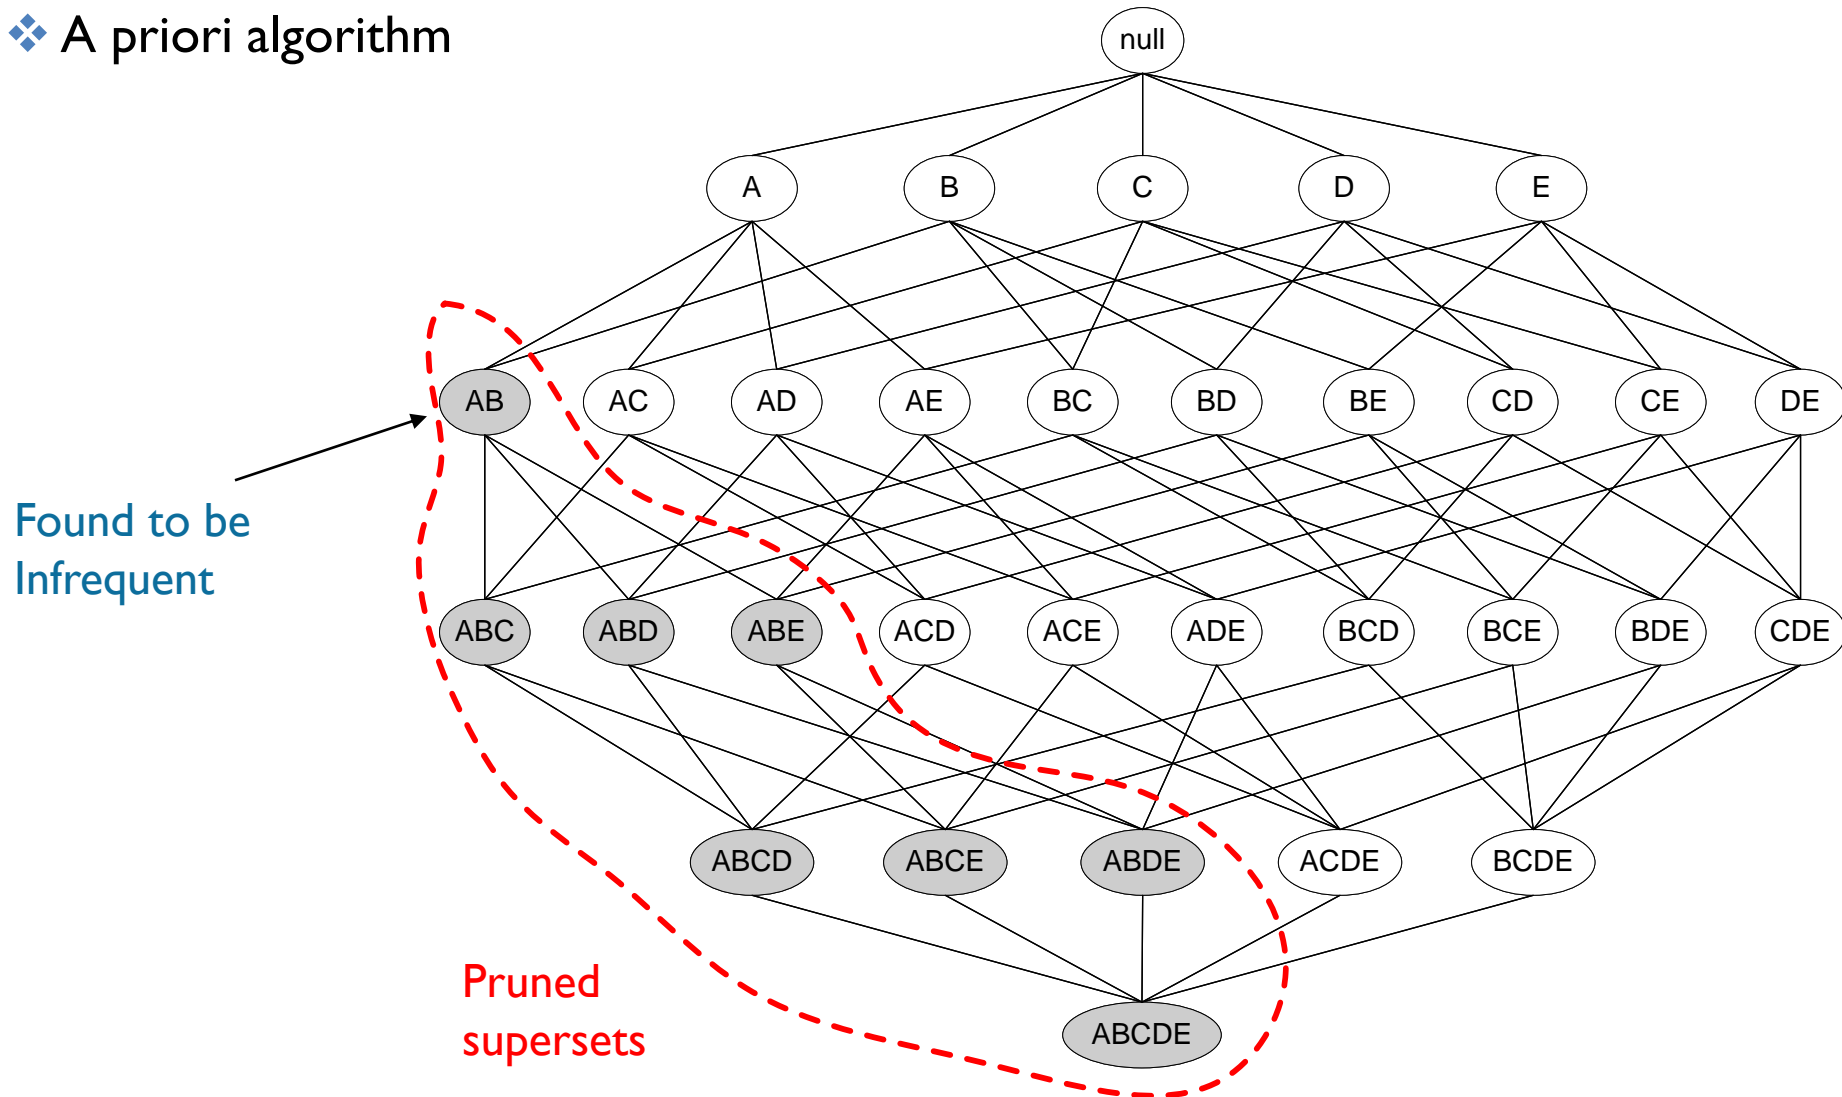 A priori algorithm
null
A B C D E
AB AC AD AE BC BD BE CD CE DE
Found to be
Infrequent
ABC ABD ABE ACD ACE ADE BCD BCE BDE CDE
ABCD ABCE ABDE ACDE BCDE
Pruned
supersets
ABCDE